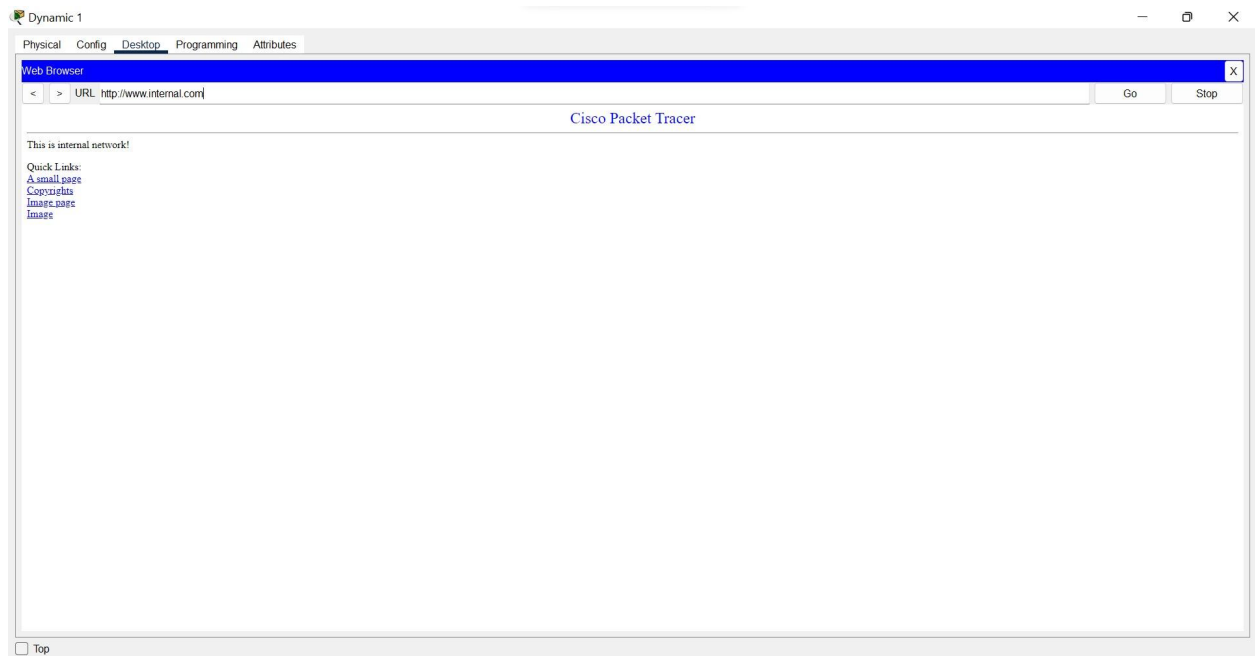 Dynamic 1
Physical Config Desktop Programming Attributes
Web Browser X
< > URL http://www.internal.com Go Stop
Cisco Packet Tracer
This is internal network!
Quick Links:
A small page
Copyrights
Image page
Image
Top